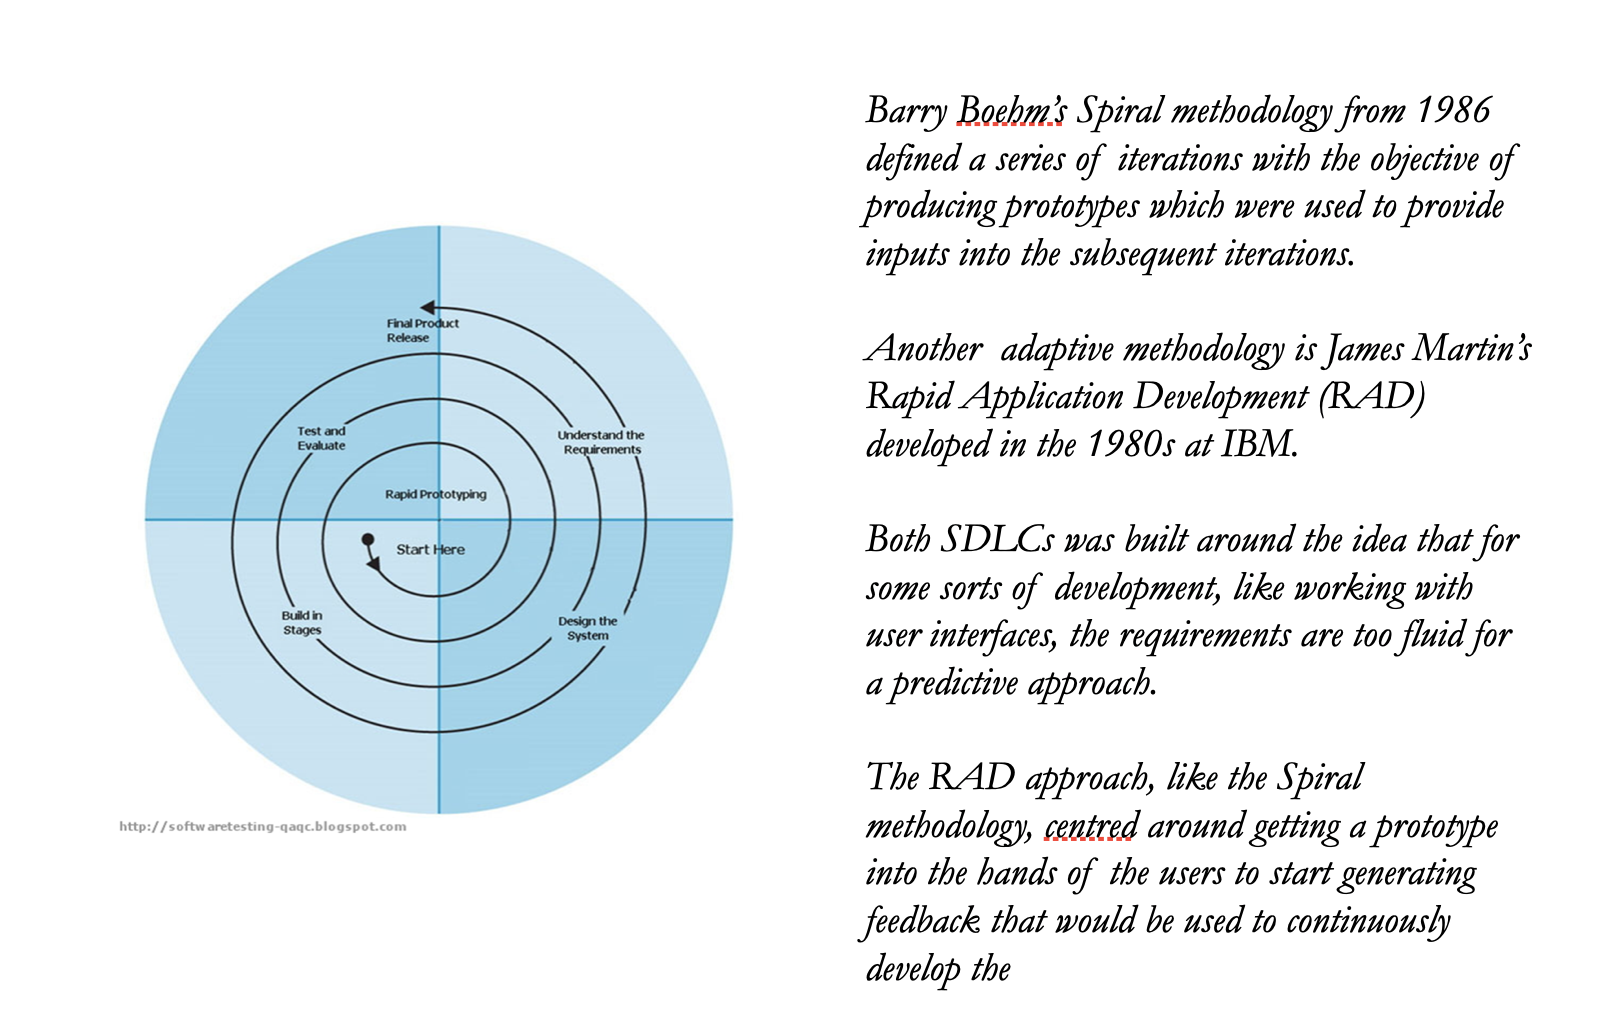 Final Product
Release
Test and
Evaluate
Understand the
Requirements
Rapid Prototyping
Start Here
Build in
Stages
Design the
System
http://softwaretesting-qaqc.blogspot.com
Barry Boehm’s Spiral methodology from 1986
defined a series of iterations with the objective of
producing prototypes which were used to provide
inputs into the subsequent iterations.
Another adaptive methodology is James Martin’s
Rapid Application Development (RAD)
developed in the 1980s at IBM.
Both SDLCs was built around the idea that for
some sorts of development, like working with
user interfaces, the requirements are too fluid for
a predictive approach.
The RAD approach, like the Spiral
methodology, centred around getting a prototype
into the hands of the users to start generating
feedback that would be used to continuously
develop the